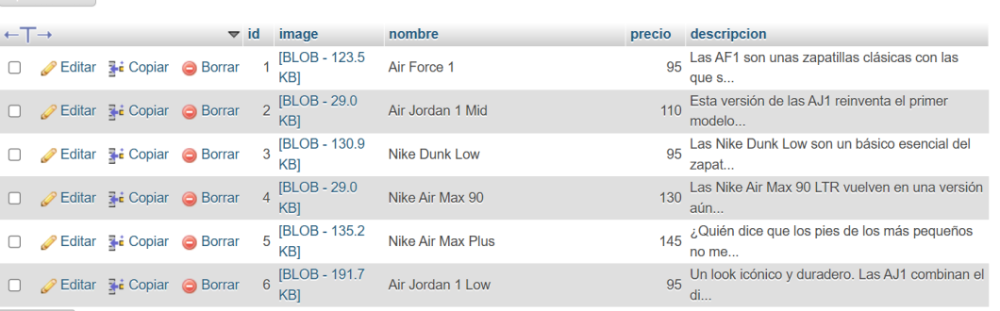 ←T→ id image nombre precio descripcion
Editar Copiar Borrar 1 [BLOB - 123.5 KB] Air Force 1 95 Las AF1 son unas zapatillas clásicas con las que s...
Editar Copiar Borrar 2 [BLOB - 29.0 KB] Air Jordan 1 Mid 110 Esta versión de las AJ1 reinventa el primer modelo...
Editar Copiar Borrar 3 [BLOB - 130.9 KB] Nike Dunk Low 95 Las Nike Dunk Low son un básico esencial del zapat...
Editar Copiar Borrar 4 [BLOB - 29.0 KB] Nike Air Max 90 130 Las Nike Air Max 90 LTR vuelven en una versión aún...
Editar Copiar Borrar 5 [BLOB - 135.2 KB] Nike Air Max Plus 145 ¿Quién dice que los pies de los más pequeños no me...
Editar Copiar Borrar 6 [BLOB - 191.7 KB] Air Jordan 1 Low 95 Un look icónico y duradero. Las AJ1 combinan el di...